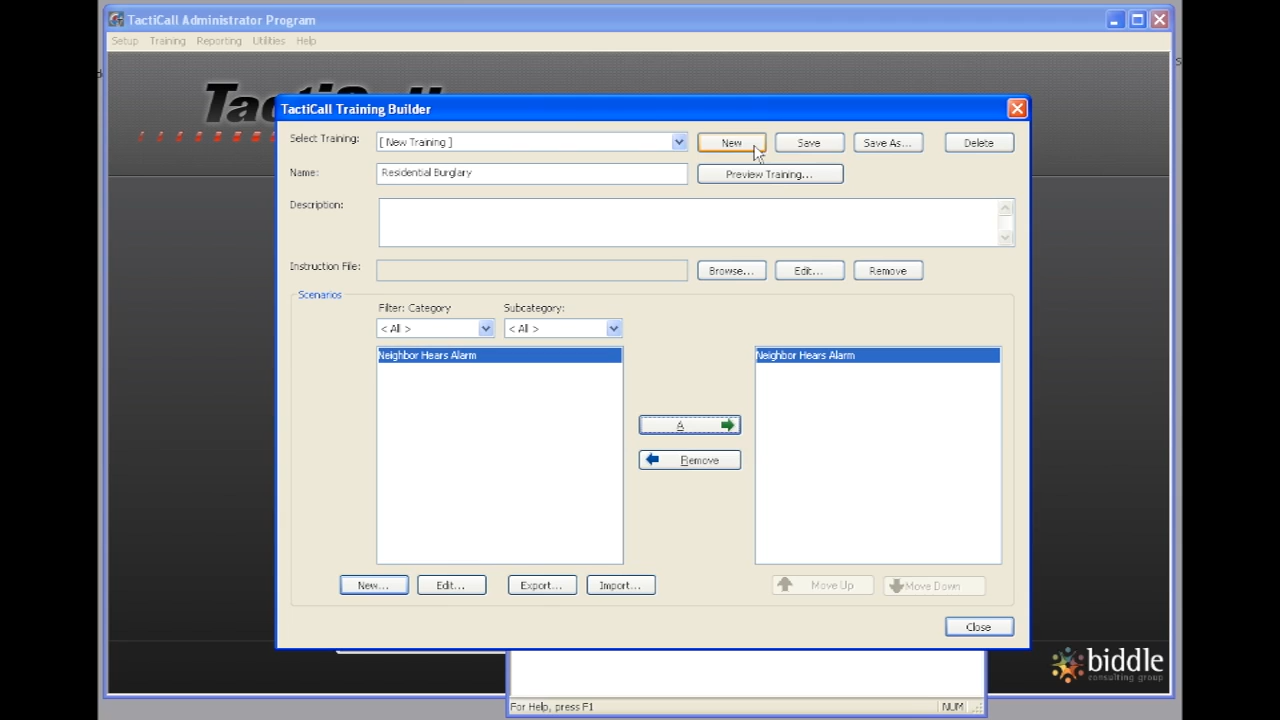 TactiCall Administrator Program
Setup Training Reporting Utilities Help
TactiCall Training Builder
Select Training: [ New Training ] New Save Save As... Delete
Name: Residential Burglary Preview Training...
Description:
Instruction File: Browse... Edit... Remove
Scenarios
Filter: Category Subcategory:
< All > < All >
Neighbor Hears Alarm Neighbor Hears Alarm
A
Remove
New... Edit... Export... Import... Move Up Move Down
Close
biddle
consulting group
For Help, press F1 NUM